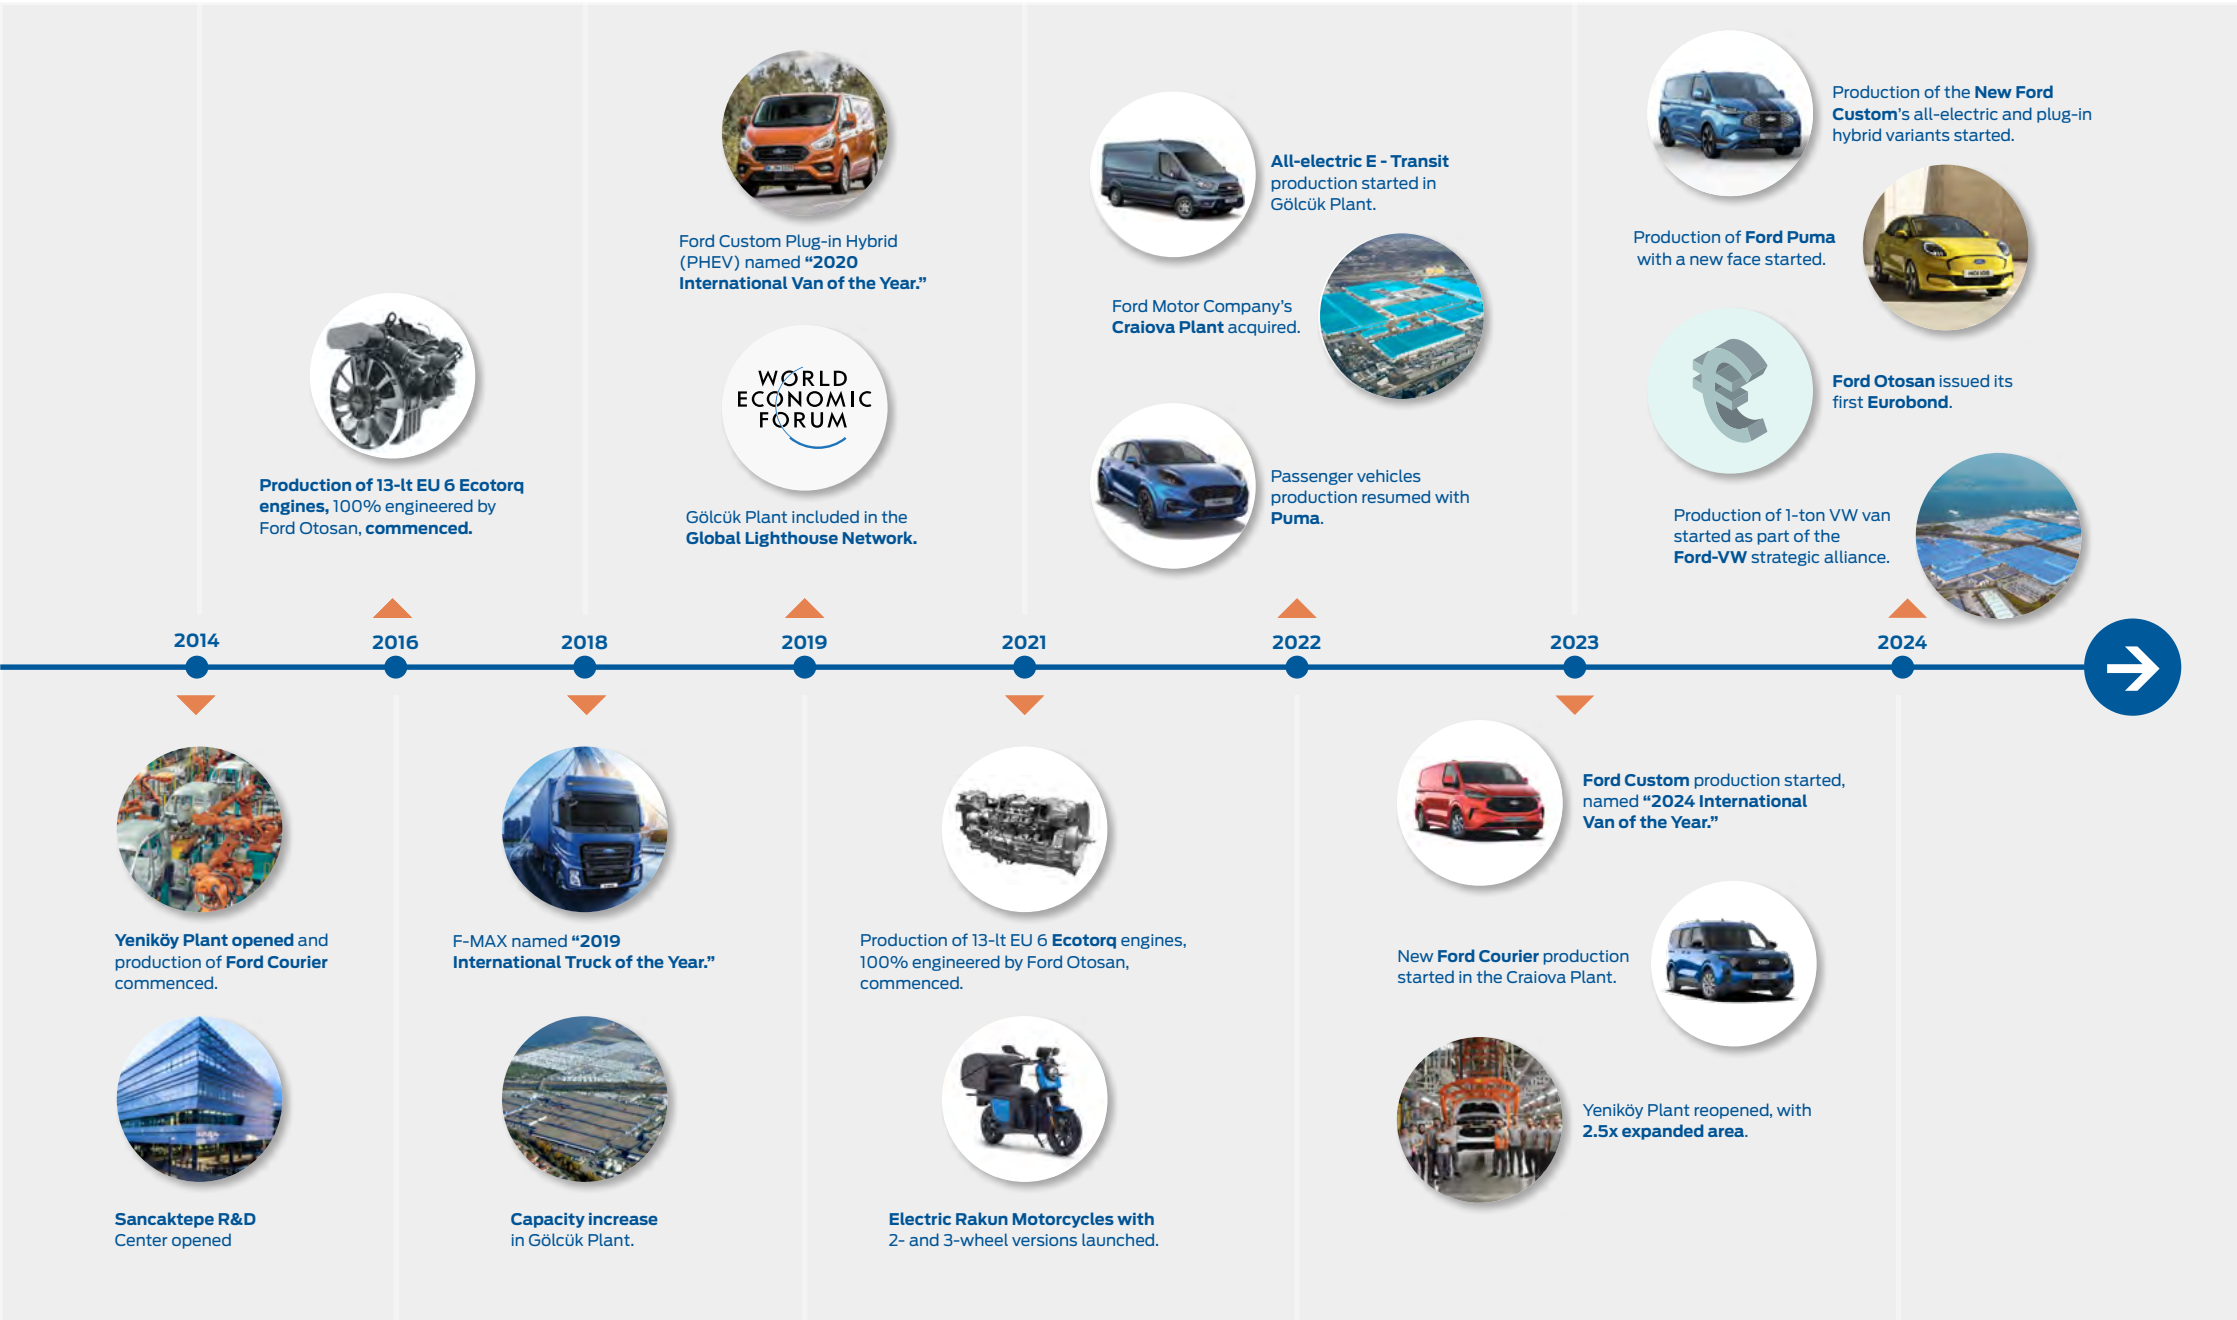 2014
Yeniköy Plant opened and
production of Ford Courier
commenced.
Sancaktepe R&D
Center opened
2016
Production of 13-lt EU 6 Ecotorq
engines, 100% engineered by
Ford Otosan, commenced.
2018
F-MAX named “2019
International Truck of the Year.”
Capacity increase
in Gölcük Plant.
2019
Ford Custom Plug-in Hybrid
(PHEV) named “2020
International Van of the Year.”
WORLD
ECONOMIC
FORUM
Gölcük Plant included in the
Global Lighthouse Network.
2021
Production of 13-lt EU 6 Ecotorq engines,
100% engineered by Ford Otosan,
commenced.
Electric Rakun Motorcycles with
2- and 3-wheel versions launched.
2022
All-electric E - Transit
production started in
Gölcük Plant.
Ford Motor Company’s
Craiova Plant acquired.
Passenger vehicles
production resumed with
Puma.
2023
Ford Custom production started,
named “2024 International
Van of the Year.”
New Ford Courier production
started in the Craiova Plant.
Yeniköy Plant reopened, with
2.5x expanded area.
2024
Production of the New Ford
Custom’s all-electric and plug-in
hybrid variants started.
Production of Ford Puma
with a new face started.
Ford Otosan issued its
first Eurobond.
Production of 1-ton VW van
started as part of the
Ford-VW strategic alliance.